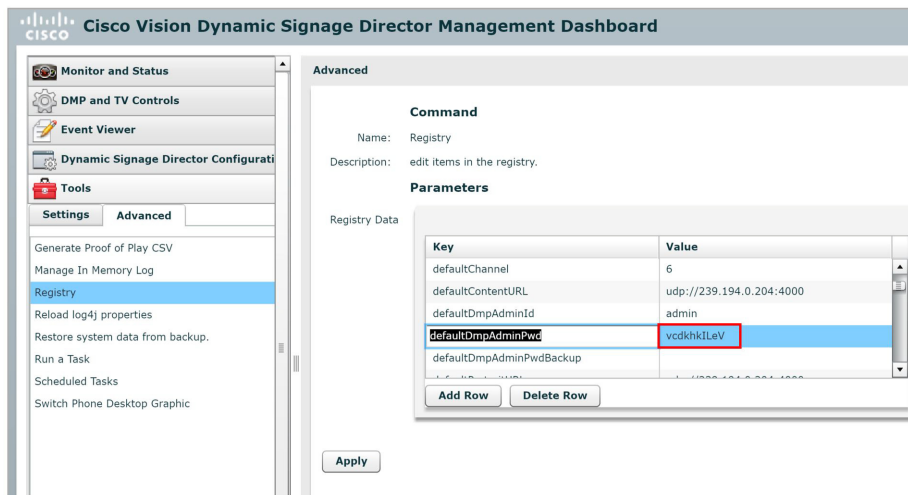 CISCO
Cisco Vision Dynamic Signage Director Management Dashboard
Monitor and Status
DMP and TV Controls
Event Viewer
Dynamic Signage Director Configurati
Tools
Settings
Advanced
Generate Proof of Play CSV
Manage In Memory Log
Registry
Reload log4j properties
Restore system data from backup.
Run a Task
Scheduled Tasks
Switch Phone Desktop Graphic
Advanced
Command
Name: Registry
Description: edit items in the registry.
Parameters
Registry Data
Key Value
defaultChannel 6
defaultContentURL udp://239.194.0.204:4000
defaultDmpAdminId admin
defaultDmpAdminPwd vcdkhkILeV
defaultDmpAdminPwdBackup
Add Row Delete Row
Apply